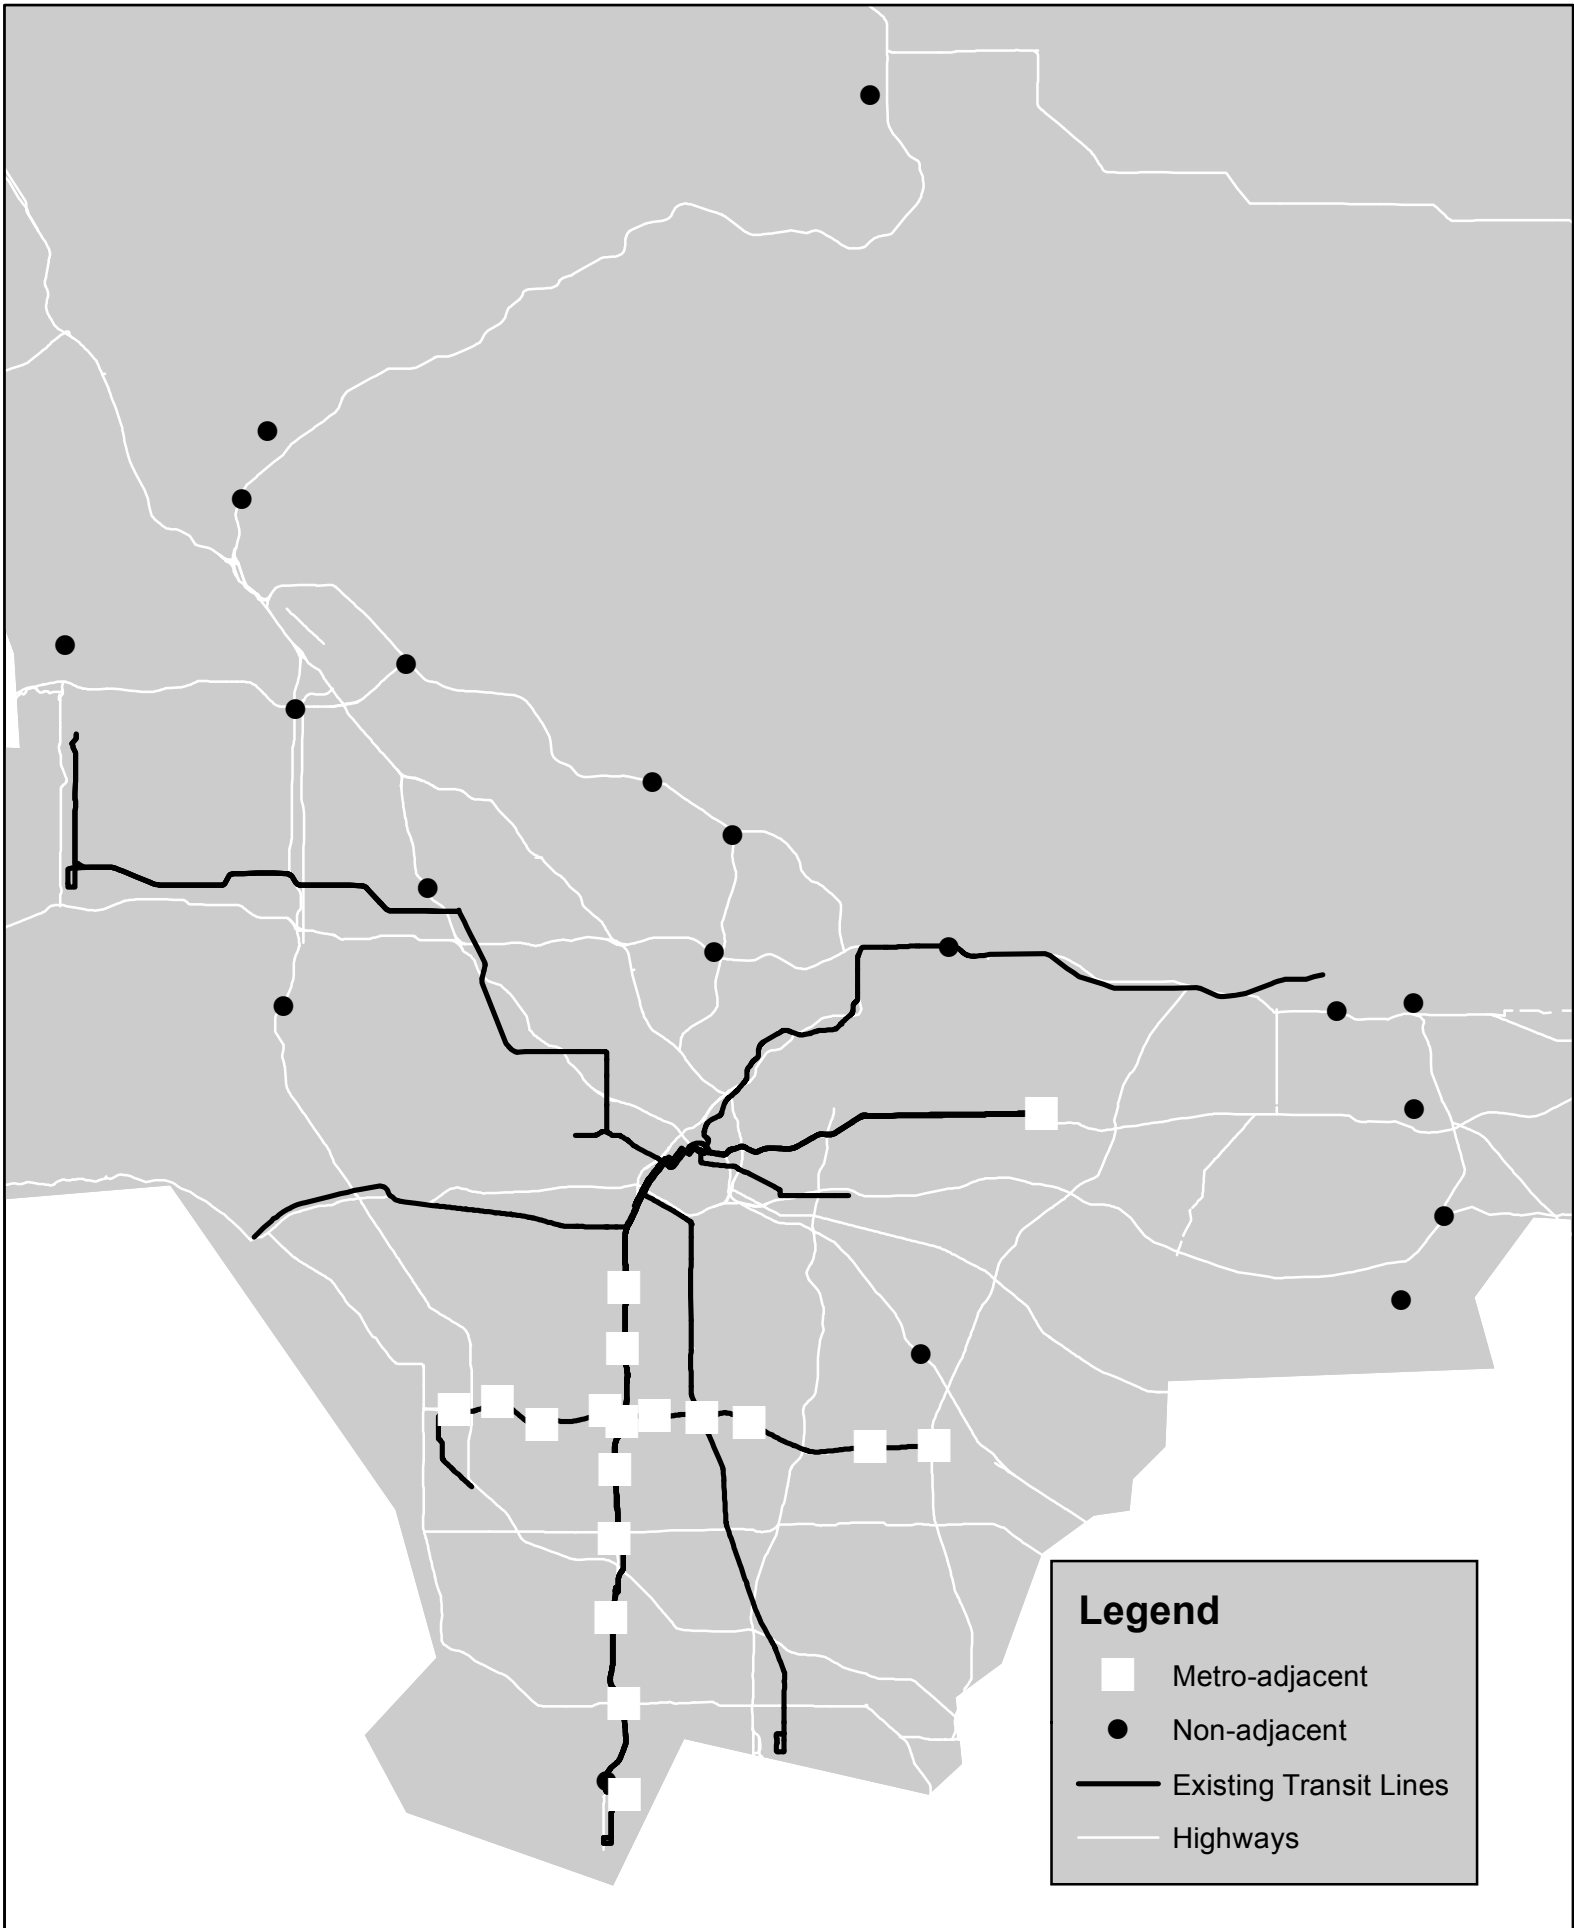 Legend
Metro-adjacent
Non-adjacent
Existing Transit Lines
Highways